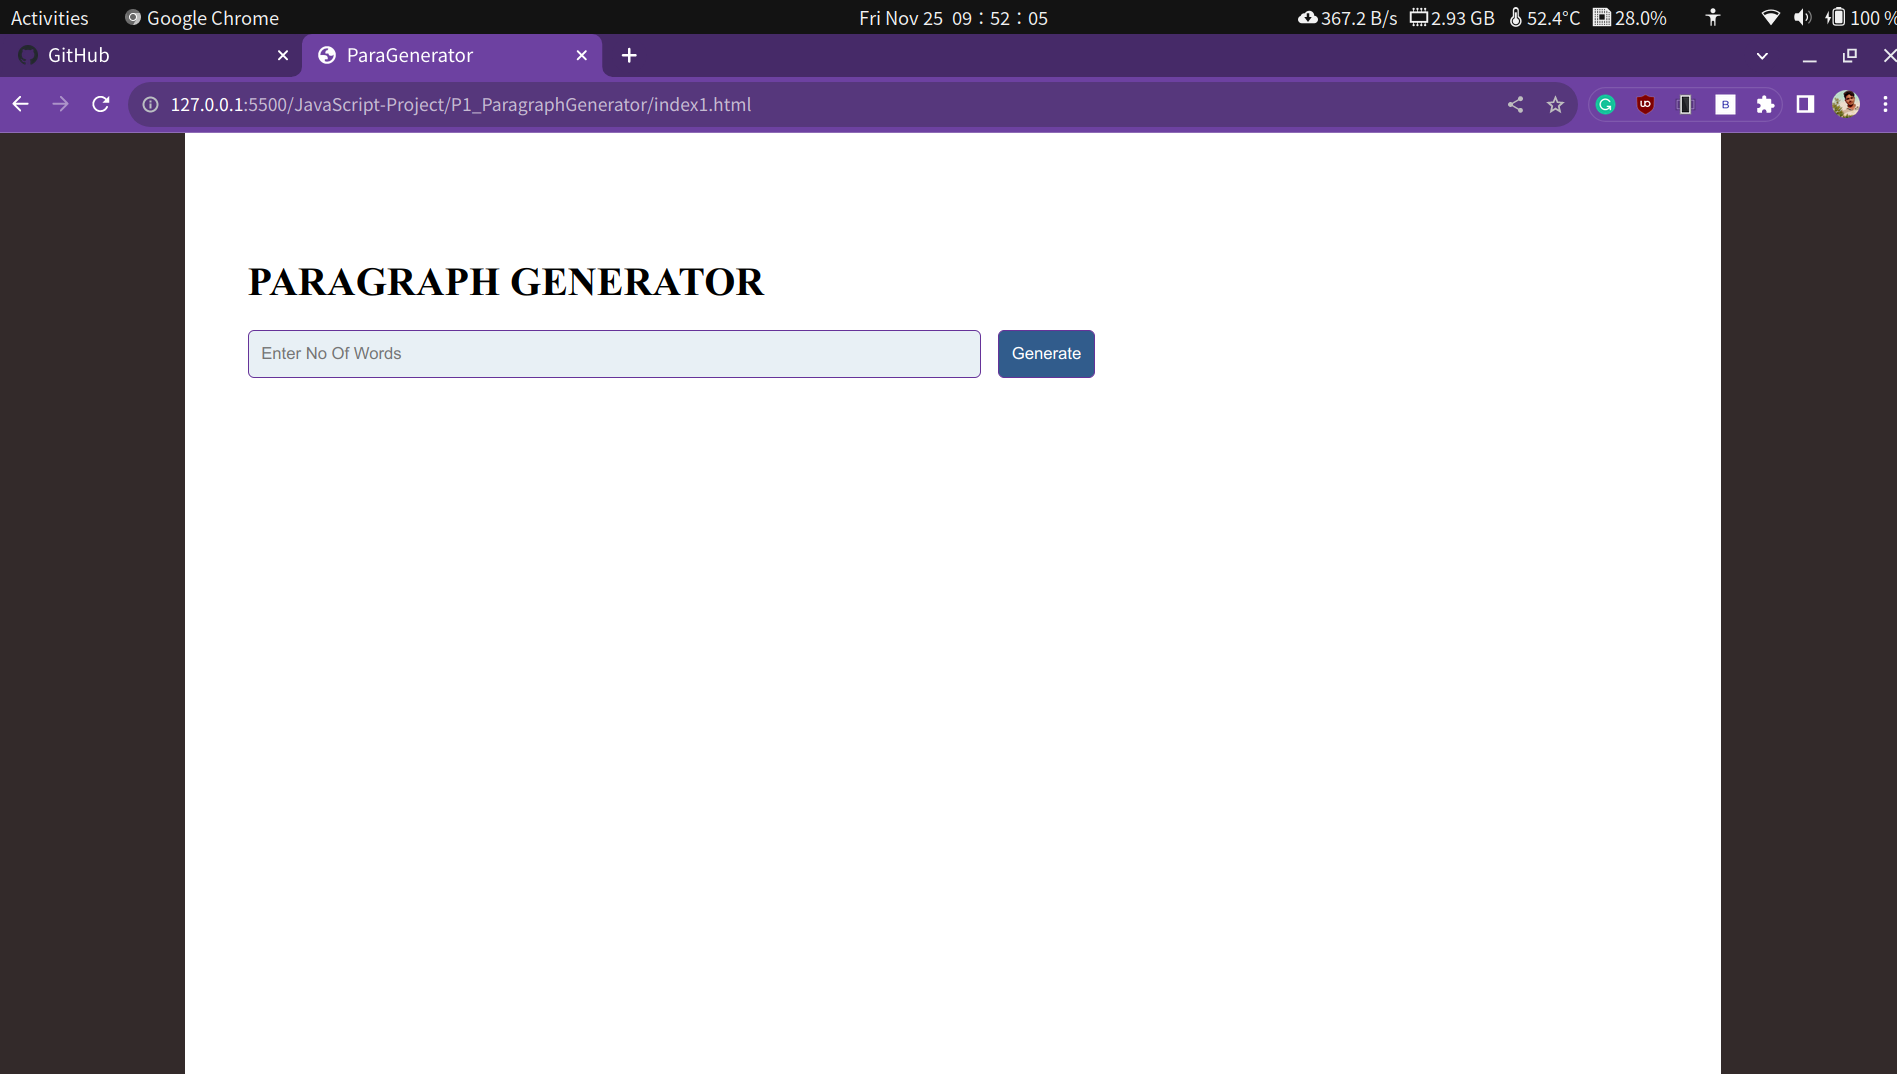 Activities Google Chrome Fri Nov 25 09 : 52 : 05 367.2 B/s 2.93 GB 52.4°C 28.0% 100 %
GitHub ParaGenerator
127.0.0.1:5500/JavaScript-Project/P1_ParagraphGenerator/index1.html
PARAGRAPH GENERATOR
Enter No Of Words Generate